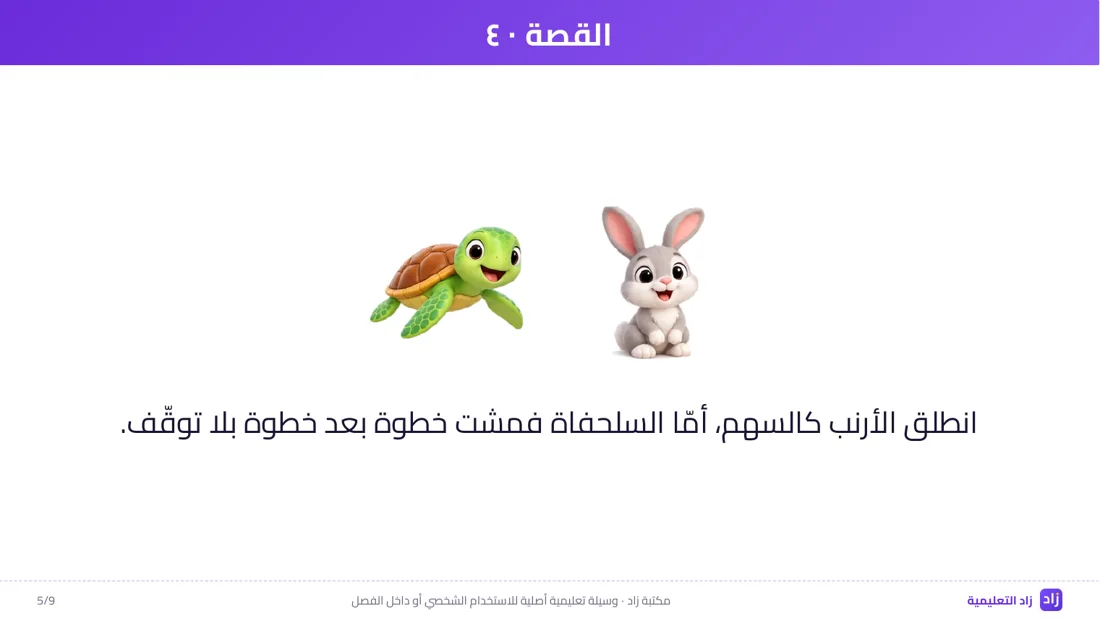 القصة · ٤
انطلق الأرنب كالسهم، أمّا السلحفاة فمشت خطوة بعد خطوة بلا توقّف.
زاد
زاد التعليمية
مكتبة زاد · وسيلة تعليمية أصلية للاستخدام الشخصي أو داخل الفصل
5/9